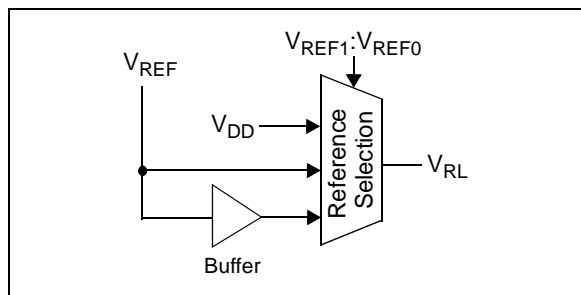 VREF1:VREF0
VREF
VDD
Reference
Selection
VRL
Buffer